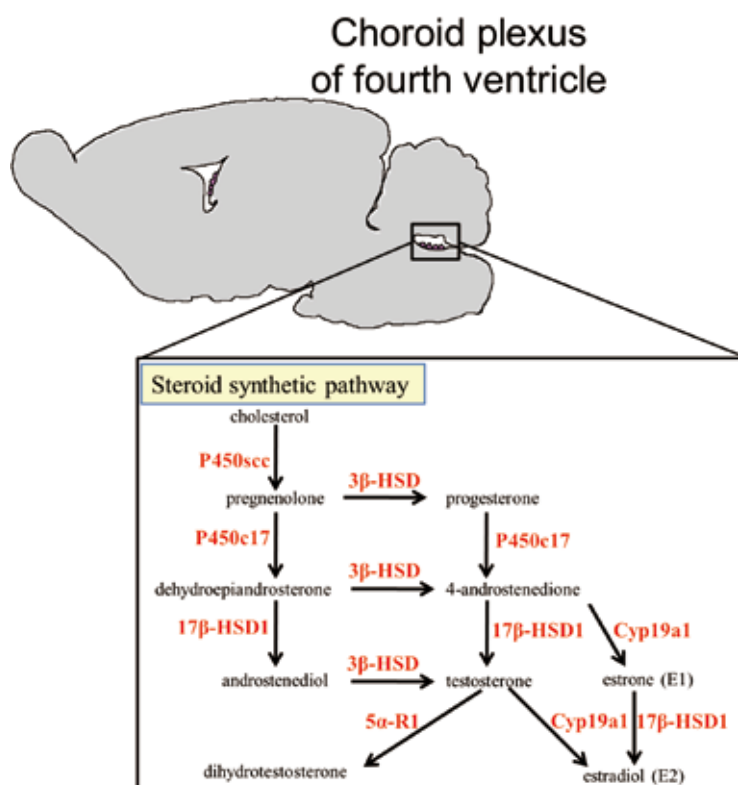 Choroid plexus
of fourth ventricle
Steroid synthetic pathway
cholesterol
P450scc
3β-HSD
pregnenolone
progesterone
P450c17
P450c17
3β-HSD
dehydroepiandrosterone
4-androstenedione
17β-HSD1
17β-HSD1
Cyp19a1
3β-HSD
androstenediol
testosterone
estrone (E1)
5α-R1
Cyp19a1
17β-HSD1
dihydrotestosterone
estradiol (E2)